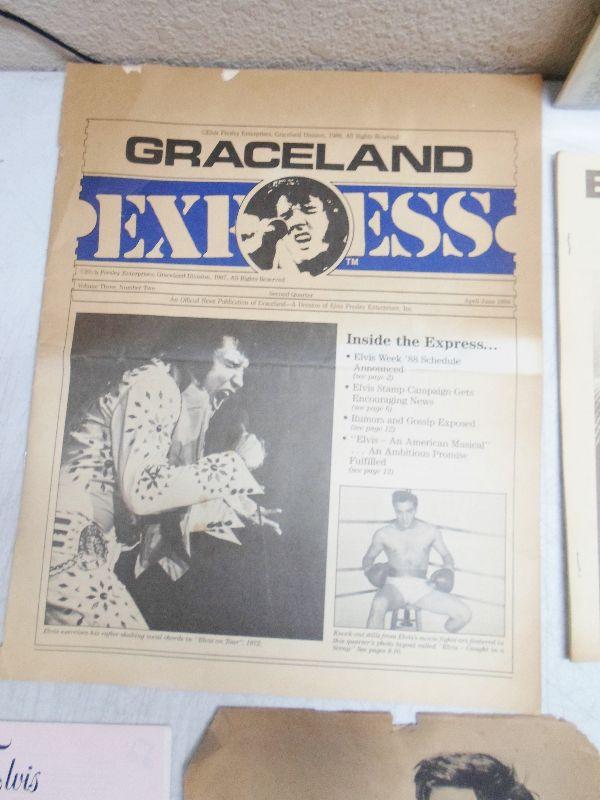 ©Elvis Presley Enterprises, Graceland Division, 1988, All Rights Reserved
GRACELAND
EXPRESS
TM
©Elvis Presley Enterprises, Graceland Division, 1987, All Rights Reserved
Volume Three, Number Two
Second Quarter
April-June 1988
An Official News Publication of Graceland—A Division of Elvis Presley Enterprises, Inc.
Inside the Express...
• Elvis Week '88 Schedule
Announced
(see page 2)
• Elvis Stamp Campaign Gets
Encouraging News
(see page 6)
• Rumors and Gossip Exposed
(see page 12)
• "Elvis – An American Musical"
. . . An Ambitious Promise
Fulfilled
(see page 13)
Elvis exercises his rafter-shaking vocal chords in "Elvis on Tour", 1972.
Knock-out stills from Elvis's movie fights are featured in
this quarter's photo layout called, "Elvis – Caught in a
Scrap" See pages 8-10.
Elvis
E